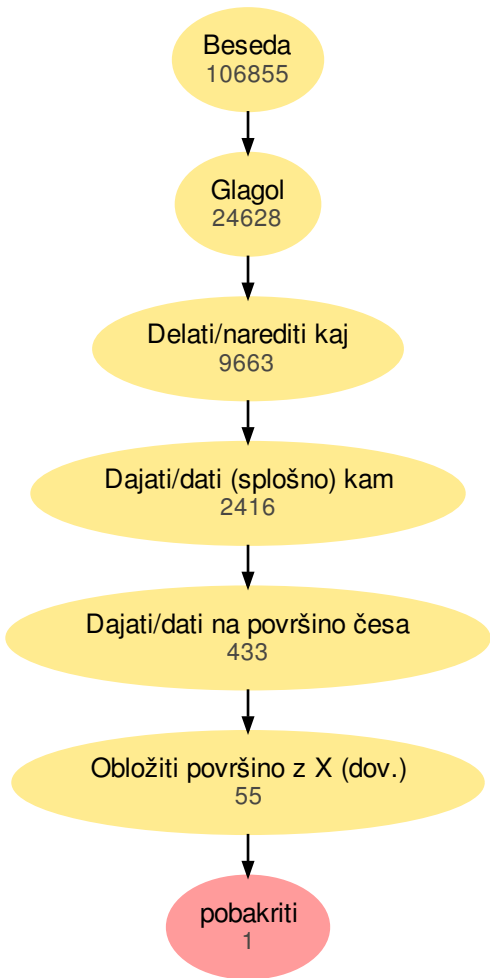 Beseda
106855
Glagol
24628
Delati/narediti kaj
9663
Dajati/dati (splošno) kam
2416
Dajati/dati na površino česa
433
Obložiti površino z X (dov.)
55
pobakriti
1